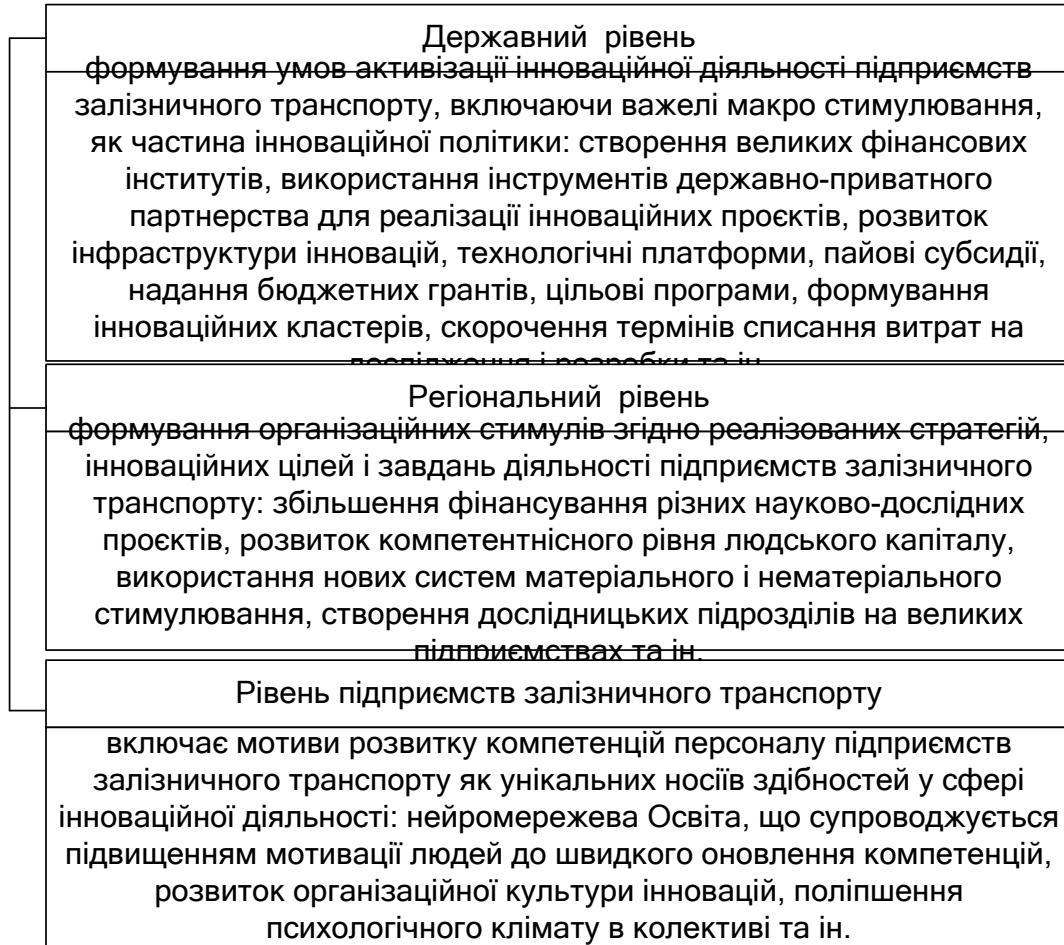 Державний рівень
формування умов активізації інноваційної діяльності підприємств
залізничного транспорту, включаючи важелі макро стимулювання,
як частина інноваційної політики: створення великих фінансових
інститутів, використання інструментів державно-приватного
партнерства для реалізації інноваційних проєктів, розвиток
інфраструктури інновацій, технологічні платформи, пайові субсидії,
надання бюджетних грантів, цільові програми, формування
інноваційних кластерів, скорочення термінів списання витрат на
дослідження і розробки та ін.
Регіональний рівень
формування організаційних стимулів згідно реалізованих стратегій,
інноваційних цілей і завдань діяльності підприємств залізничного
транспорту: збільшення фінансування різних науково-дослідних
проєктів, розвиток компетентнісного рівня людського капіталу,
використання нових систем матеріального і нематеріального
стимулювання, створення дослідницьких підрозділів на великих
підприємствах та ін.
Рівень підприємств залізничного транспорту
включає мотиви розвитку компетенцій персоналу підприємств
залізничного транспорту як унікальних носіїв здібностей у сфері
інноваційної діяльності: нейромережева Освіта, що супроводжується
підвищенням мотивації людей до швидкого оновлення компетенцій,
розвиток організаційної культури інновацій, поліпшення
психологічного клімату в колективі та ін.